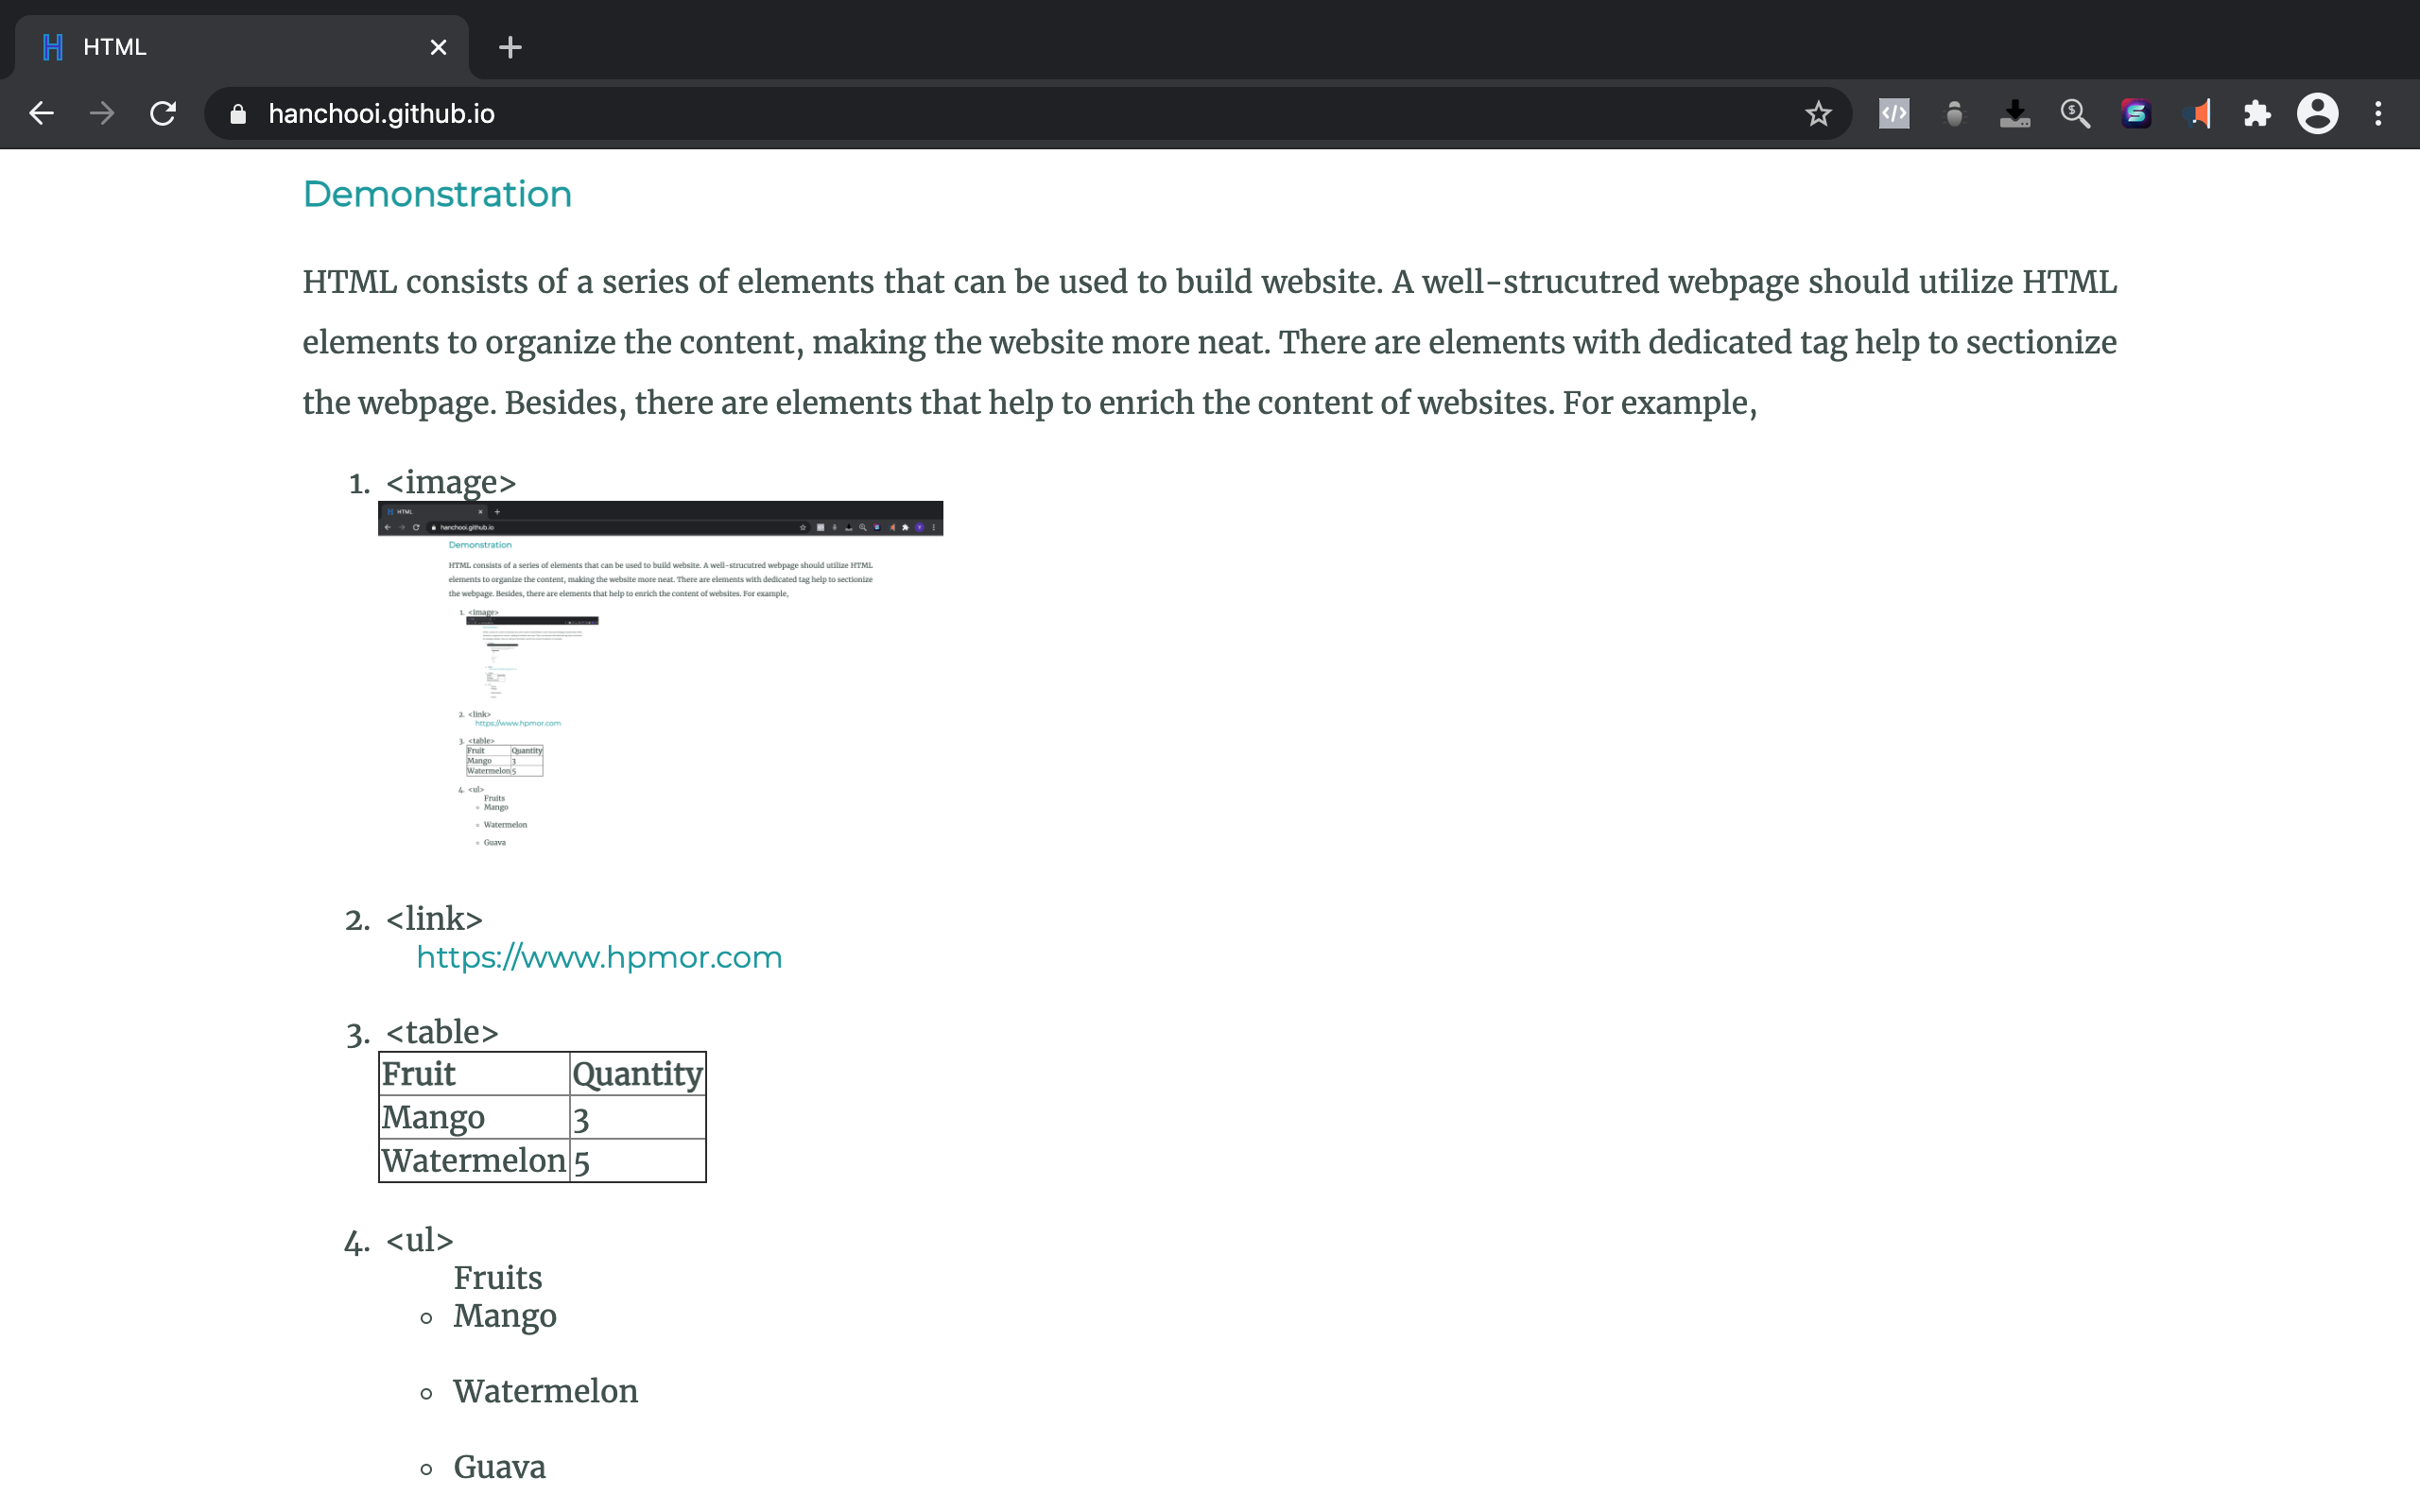 HTML
hanchooi.github.io
Demonstration
HTML consists of a series of elements that can be used to build website. A well-strucutred webpage should utilize HTML
elements to organize the content, making the website more neat. There are elements with dedicated tag help to sectionize
the webpage. Besides, there are elements that help to enrich the content of websites. For example,
1. <image>
HTML
hanchooi.github.io
Demonstration
HTML consists of a series of elements that can be used to build website. A well-strucutred webpage should utilize HTML
elements to organize the content, making the website more neat. There are elements with dedicated tag help to sectionize
the webpage. Besides, there are elements that help to enrich the content of websites. For example,
1. <image>
2. <link>
https://www.hpmor.com
3. <table>
Fruit Quantity
Mango 3
Watermelon 5
4. <ul>
Fruits
Mango
Watermelon
Guava
2. <link>
https://www.hpmor.com
3. <table>
Fruit Quantity
Mango 3
Watermelon 5
4. <ul>
Fruits
Mango
Watermelon
Guava